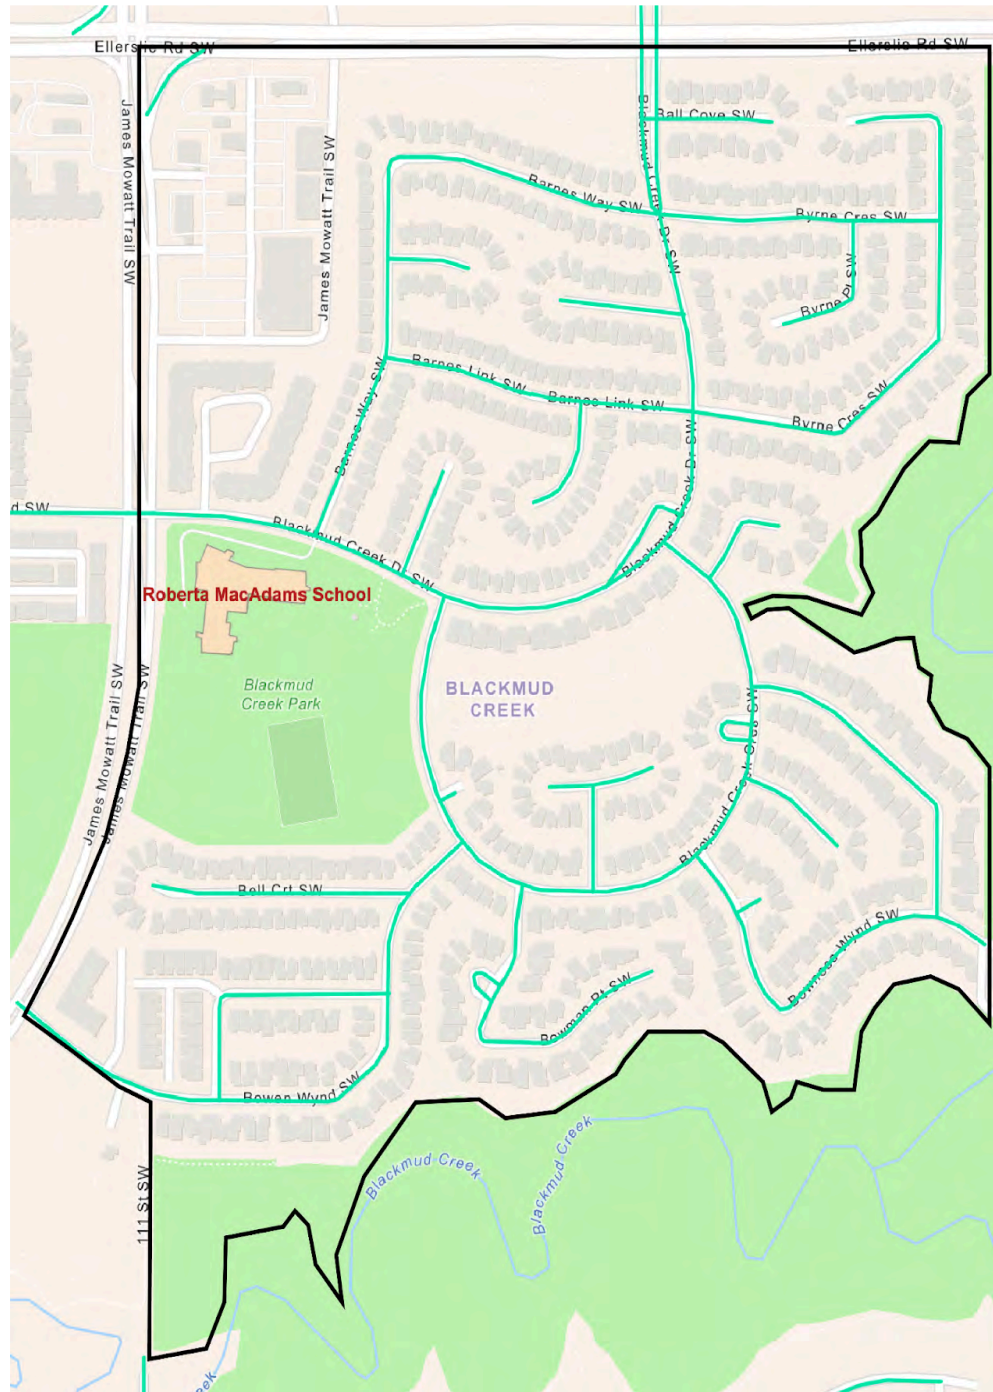 Ellerslie Rd SW
Ellerslie Rd SW
James Mowatt Trail SW
James Mowatt Trail SW
Blackmud Creek Dr SW
Ball Cove SW
Barnes Way SW
Byrne Cres SW
Byrne Pl SW
Barnes Way SW
Barnes Link SW
Barnes Link SW
Byrne Cres SW
d SW
Blackmud Creek Dr SW
Blackmud Creek Dr SW
Roberta MacAdams School
Blackmud
Creek Park
BLACKMUD
CREEK
James Mowatt Trail SW
James Mowatt Trail SW
Blackmud Creek Cres SW
Bell Crt SW
Bowness Wynd SW
Bowman Pt SW
Bowen Wynd SW
111 St SW
Blackmud Creek
Blackmud Creek
eek